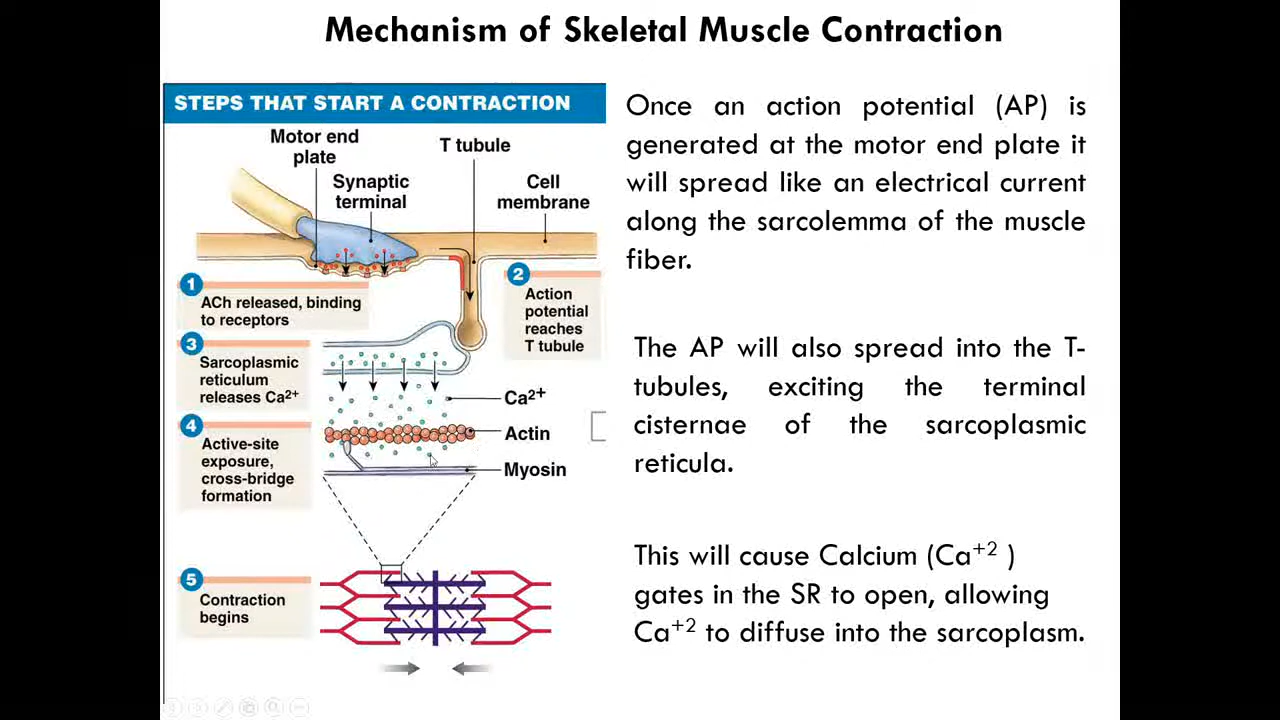 Mechanism of Skeletal Muscle Contraction
STEPS THAT START A CONTRACTION
Motor end
plate
T tubule
Synaptic
terminal
Cell
membrane
1
ACh released, binding
to receptors
2
Action
potential
reaches
T tubule
3
Sarcoplasmic
reticulum
releases Ca²⁺
Ca²⁺
4
Active-site
exposure,
cross-bridge
formation
Actin
Myosin
5
Contraction
begins
Once an action potential (AP) is
generated at the motor end plate it
will spread like an electrical current
along the sarcolemma of the muscle
fiber.
The AP will also spread into the T-
tubules, exciting the terminal
cisternae of the sarcoplasmic
reticula.
This will cause Calcium (Ca⁺² )
gates in the SR to open, allowing
Ca⁺² to diffuse into the sarcoplasm.